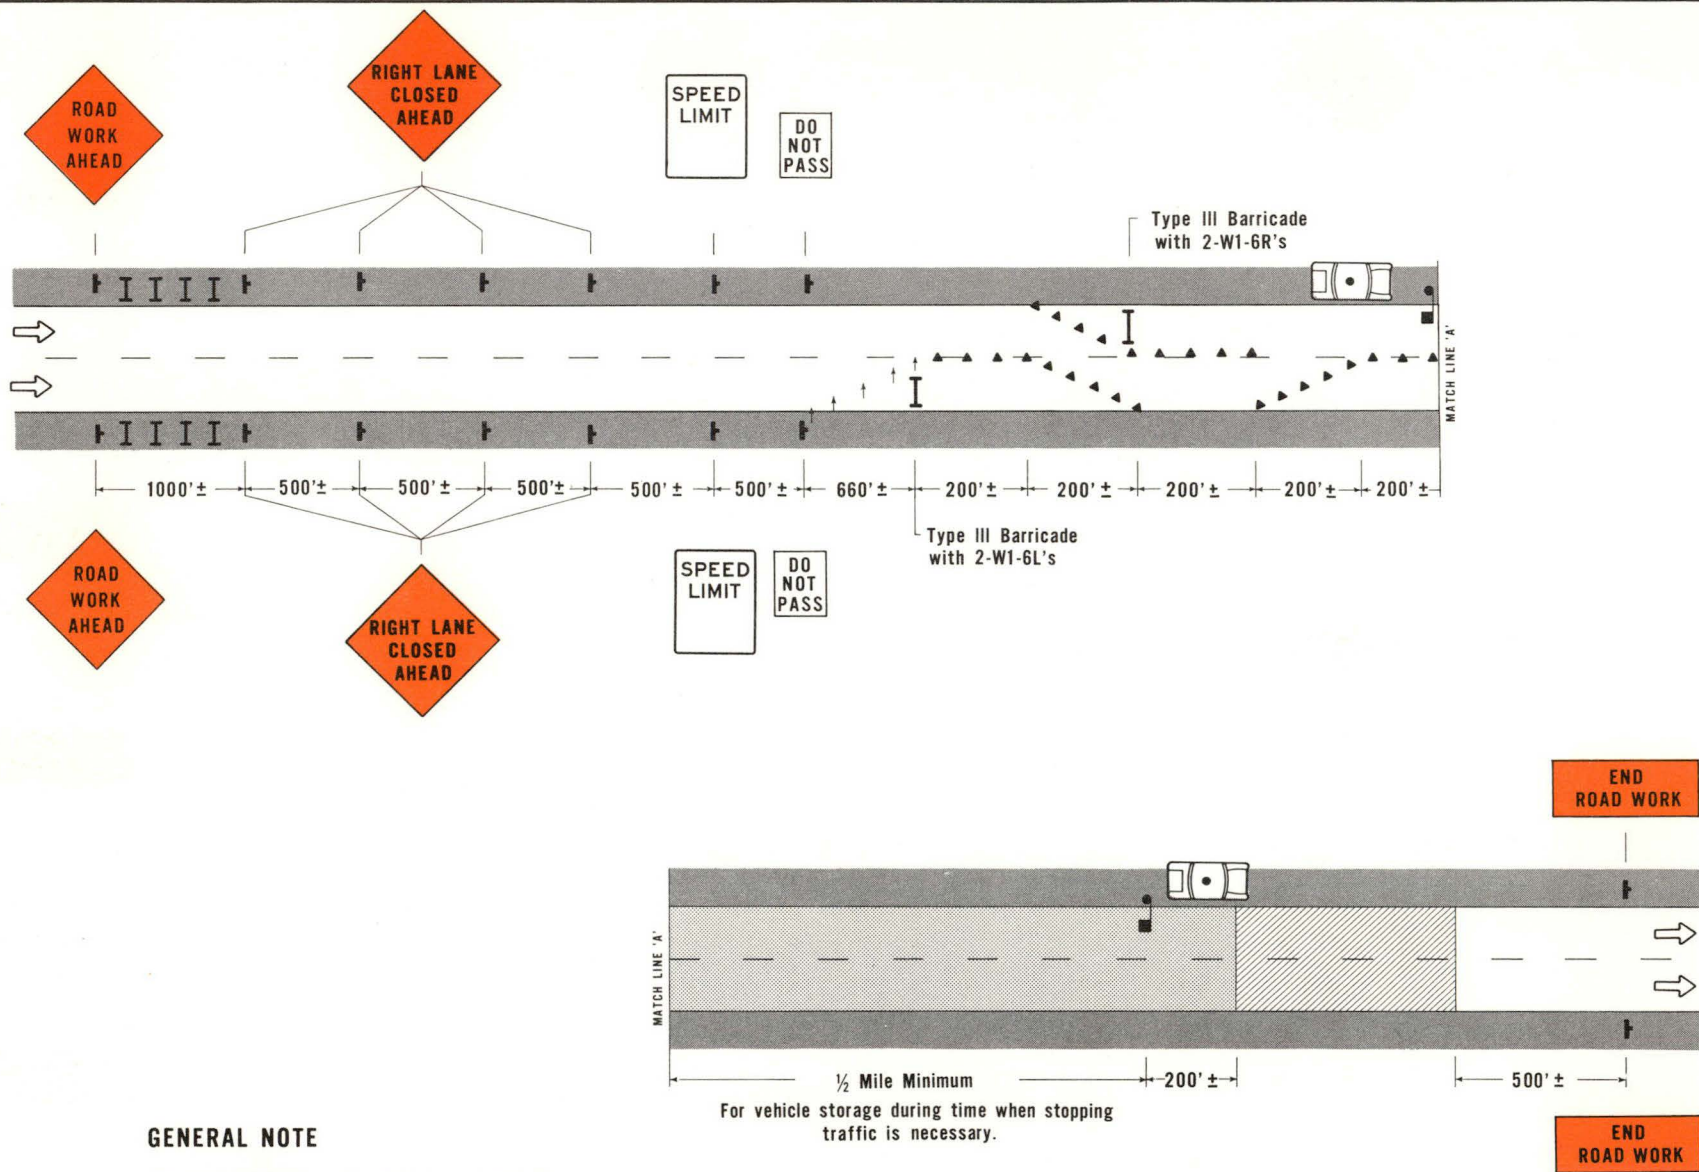 RIGHT LANE
CLOSED
AHEAD
ROAD
WORK
AHEAD
SPEED
LIMIT
DO
NOT
PASS
Type III Barricade
with 2-W1-6R's
MATCH LINE 'A'
1000'± 500'± 500'± 500'± 500'± 500'± 660'± 200'± 200'± 200'± 200'± 200'±
Type III Barricade
with 2-W1-6L's
ROAD
WORK
AHEAD
RIGHT LANE
CLOSED
AHEAD
SPEED
LIMIT
DO
NOT
PASS
END
ROAD WORK
MATCH LINE 'A'
½ Mile Minimum 200'± 500'±
For vehicle storage during time when stopping
traffic is necessary.
GENERAL NOTE
END
ROAD WORK